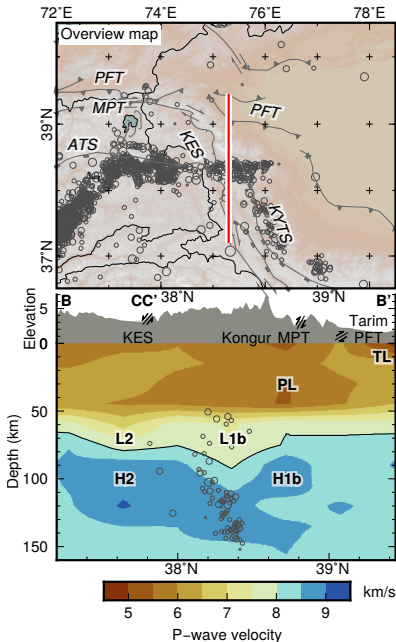 72°E 74°E 76°E 78°E
Overview map
PFT
MPT
PFT
39°N
KES
ATS
KYTS
37°N
38°N 39°N
B CC' B'
Elevation
5
0
Tarim
KES Kongur MPT PFT
TL
PL
50
L2 L1b
H2 H1b
Depth (km)
100
150
38°N 39°N
5 6 7 8 9 km/s
P-wave velocity